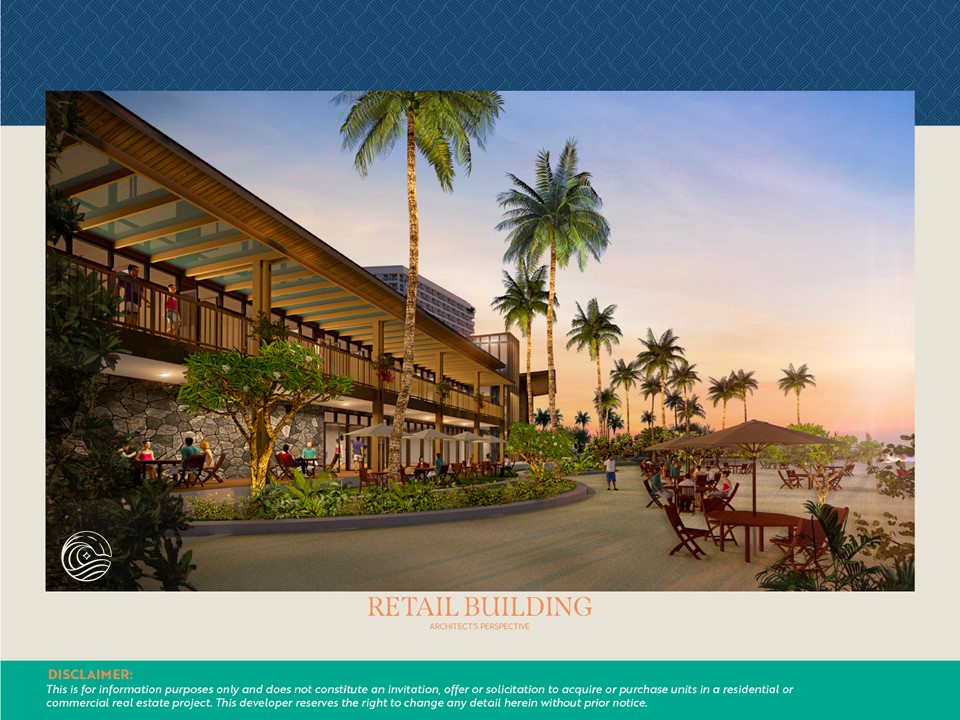 RETAIL BUILDING
ARCHITECT'S PERSPECTIVE
DISCLAIMER:
This is for information purposes only and does not constitute an invitation, offer or solicitation to acquire or purchase units in a residential or
commercial real estate project. This developer reserves the right to change any detail herein without prior notice.